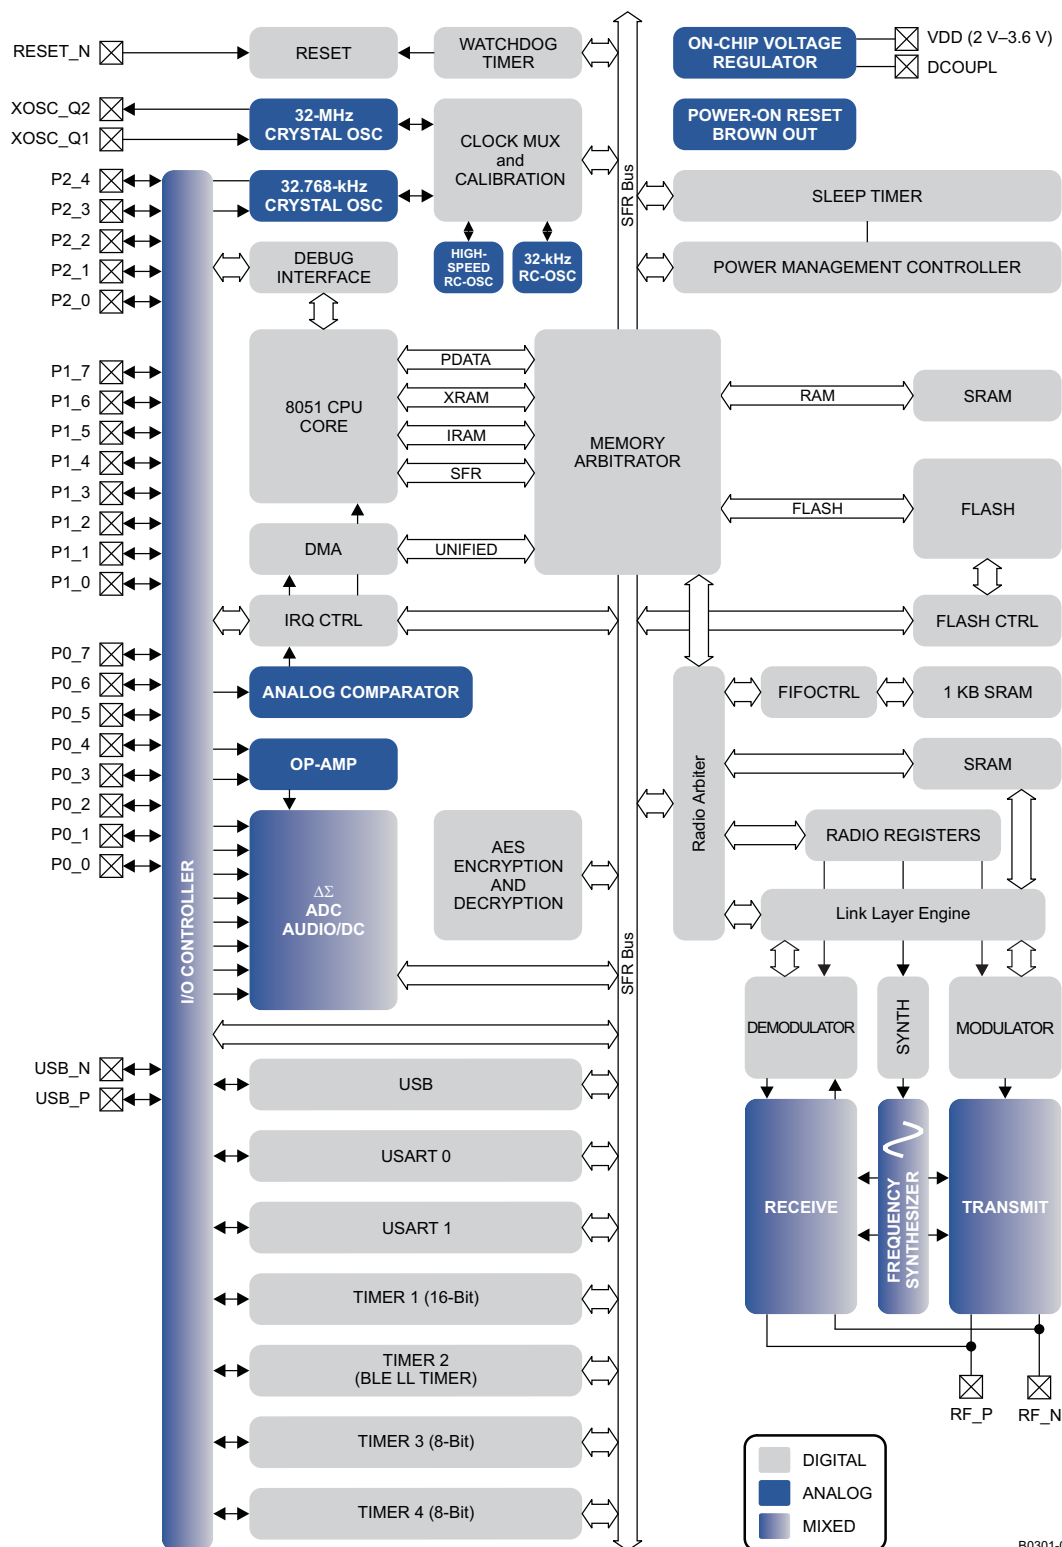 RESET_N
RESET
WATCHDOG
TIMER
ON-CHIP VOLTAGE
REGULATOR
VDD (2 V–3.6 V)
DCOUPL
XOSC_Q2
XOSC_Q1
32-MHz
CRYSTAL OSC
CLOCK MUX
and
CALIBRATION
POWER-ON RESET
BROWN OUT
SFR Bus
P2_4
P2_3
P2_2
P2_1
P2_0
32.768-kHz
CRYSTAL OSC
SLEEP TIMER
DEBUG
INTERFACE
HIGH-
SPEED
RC-OSC
32-kHz
RC-OSC
POWER MANAGEMENT CONTROLLER
P1_7
P1_6
P1_5
P1_4
P1_3
P1_2
P1_1
P1_0
8051 CPU
CORE
PDATA
XRAM
IRAM
SFR
MEMORY
ARBITRATOR
RAM
SRAM
FLASH
FLASH
DMA
UNIFIED
IRQ CTRL
FLASH CTRL
P0_7
P0_6
P0_5
P0_4
P0_3
P0_2
P0_1
P0_0
ANALOG COMPARATOR
FIFOCTRL
1 KB SRAM
OP-AMP
SRAM
Radio Arbiter
RADIO REGISTERS
AES
ENCRYPTION
AND
DECRYPTION
I/O CONTROLLER
ΔΣ
ADC
AUDIO/DC
Link Layer Engine
SFR Bus
DEMODULATOR
SYNTH
MODULATOR
USB_N
USB_P
USB
USART 0
USART 1
TIMER 1 (16-Bit)
TIMER 2
(BLE LL TIMER)
TIMER 3 (8-Bit)
TIMER 4 (8-Bit)
RECEIVE
FREQUENCY
SYNTHESIZER
TRANSMIT
RF_P
RF_N
DIGITAL
ANALOG
MIXED